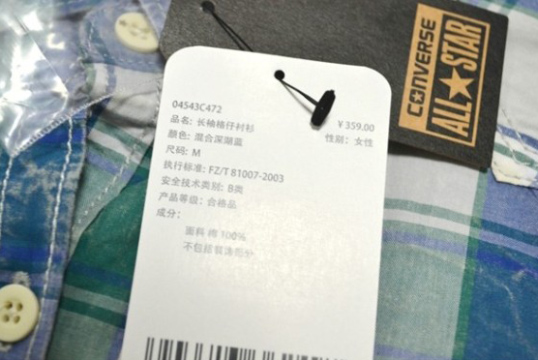 CONVERSE
ALL★STAR
04543C472
¥359.00
品名: 长袖格仔衬衫
性别: 女性
颜色: 混合深湖蓝
尺码: M
执行标准: FZ/T 81007-2003
安全技术类别: B类
产品等级: 合格品
成分:
面料 棉 100%
不包括装饰部分